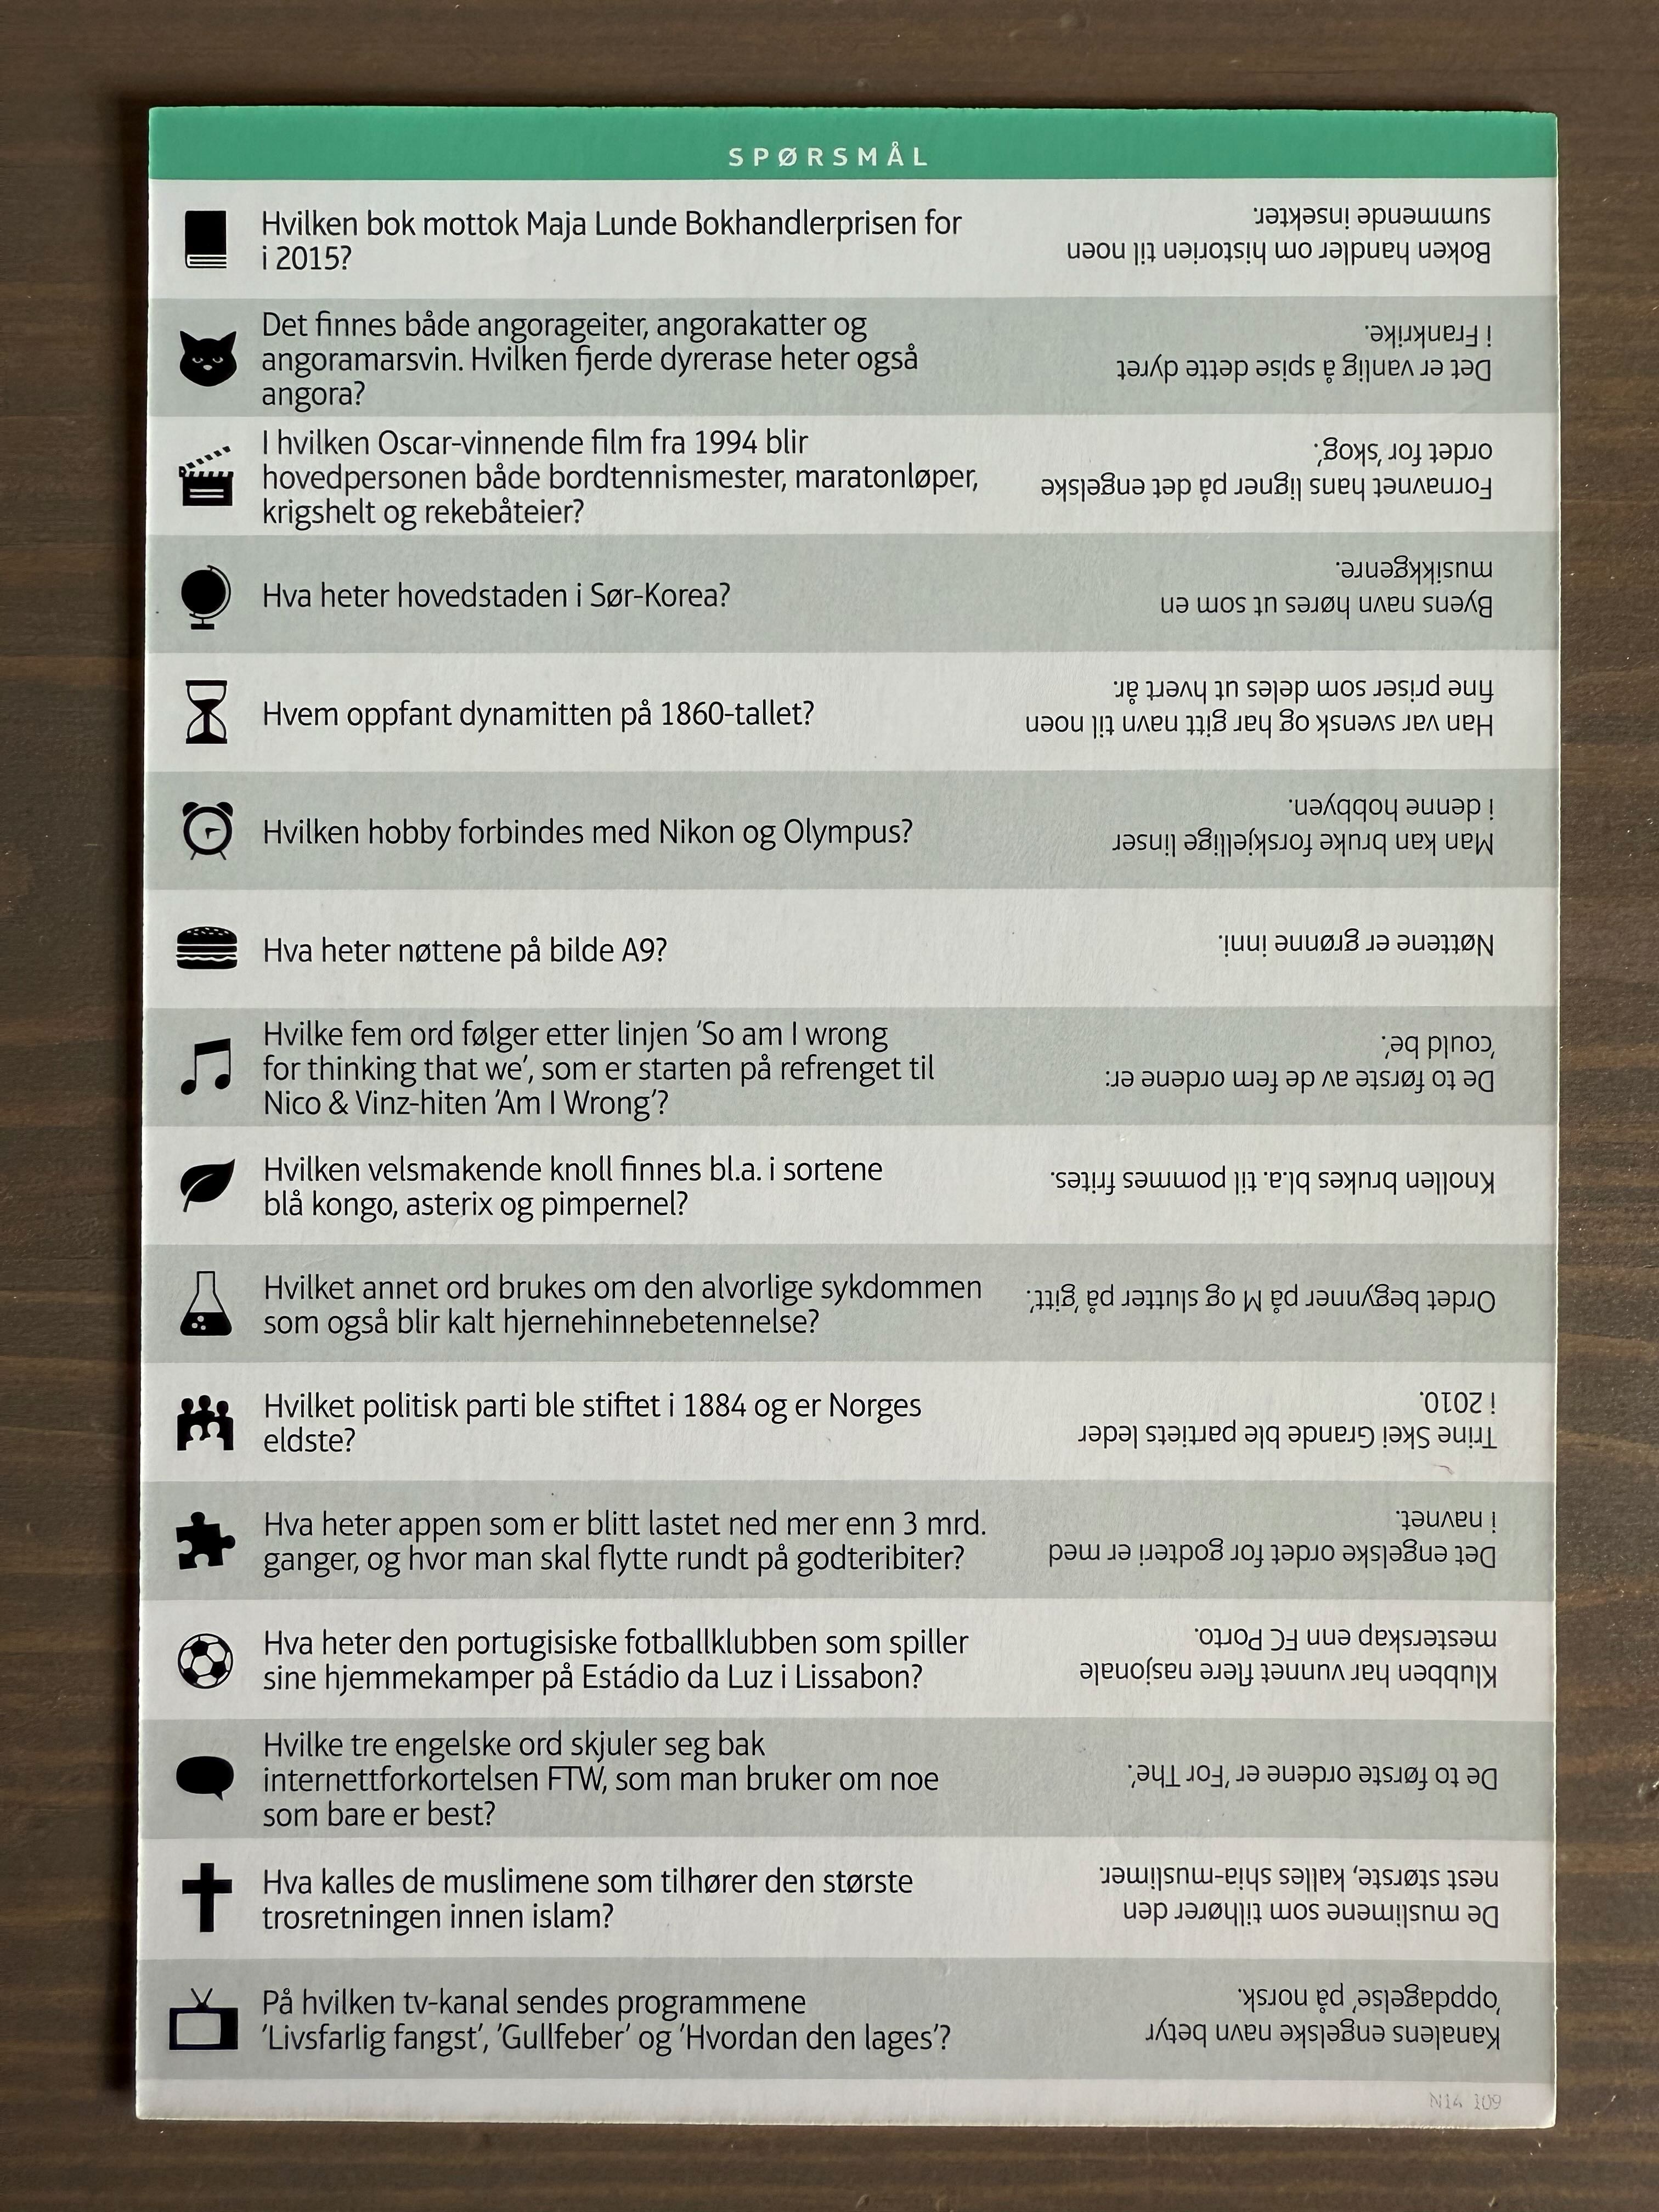 SPØRSMÅL
Hvilken bok mottok Maja Lunde Bokhandlerprisen for
i 2015?
Boken handler om historien til noen
summende insekter.
Det finnes både angorageiter, angorakatter og
angoramarsvin. Hvilken fjerde dyrerase heter også
angora?
Det er vanlig å spise dette dyret
i Frankrike.
I hvilken Oscar-vinnende film fra 1994 blir
hovedpersonen både bordtennismester, maratonløper,
krigshelt og rekebåteier?
Fornavnet hans ligner på det engelske
ordet for ’skog’.
Hva heter hovedstaden i Sør-Korea?
Byens navn høres ut som en
musikkgenre.
Hvem oppfant dynamitten på 1860-tallet?
Han var svensk og har gitt navn til noen
fine priser som deles ut hvert år.
Hvilken hobby forbindes med Nikon og Olympus?
Man kan bruke forskjellige linser
i denne hobbyen.
Hva heter nøttene på bilde A9?
Nøttene er grønne inni.
Hvilke fem ord følger etter linjen ’So am I wrong
for thinking that we’, som er starten på refrenget til
Nico & Vinz-hiten ’Am I Wrong’?
De to første av de fem ordene er:
’could be’.
Hvilken velsmakende knoll finnes bl.a. i sortene
blå kongo, asterix og pimpernel?
Knollen brukes bl.a. til pommes frites.
Hvilket annet ord brukes om den alvorlige sykdommen
som også blir kalt hjernehinnebetennelse?
Ordet begynner på M og slutter på ’gitt’.
Hvilket politisk parti ble stiftet i 1884 og er Norges
eldste?
Trine Skei Grande ble partiets leder
i 2010.
Hva heter appen som er blitt lastet ned mer enn 3 mrd.
ganger, og hvor man skal flytte rundt på godteribiter?
Det engelske ordet for godteri er med
i navnet.
Hva heter den portugisiske fotballklubben som spiller
sine hjemmekamper på Estádio da Luz i Lissabon?
Klubben har vunnet flere nasjonale
mesterskap enn FC Porto.
Hvilke tre engelske ord skjuler seg bak
internettforkortelsen FTW, som man bruker om noe
som bare er best?
De to første ordene er ’For The’.
Hva kalles de muslimene som tilhører den største
trosretningen innen islam?
De muslimene som tilhører den
nest største, kalles shia-muslimer.
På hvilken tv-kanal sendes programmene
’Livsfarlig fangst’, ’Gullfeber’ og ’Hvordan den lages’?
Kanalens engelske navn betyr
’oppdagelse’ på norsk.
N14 109